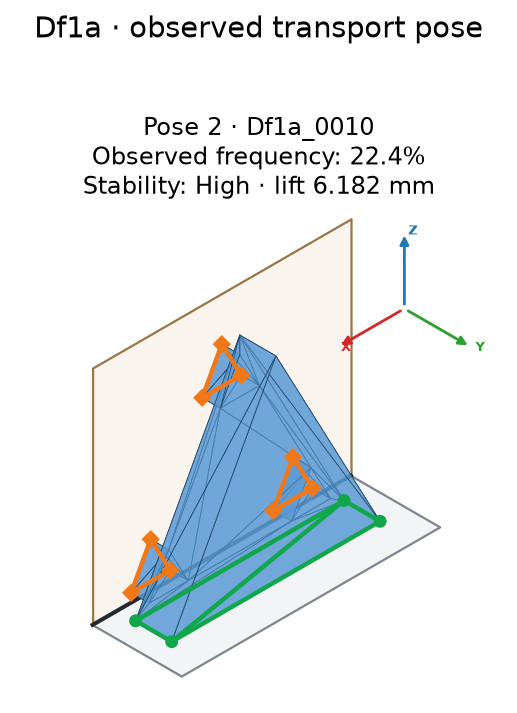 Df1a · observed transport pose
Pose 2 · Df1a_0010
Observed frequency: 22.4%
Stability: High · lift 6.182 mm
Z
X
Y